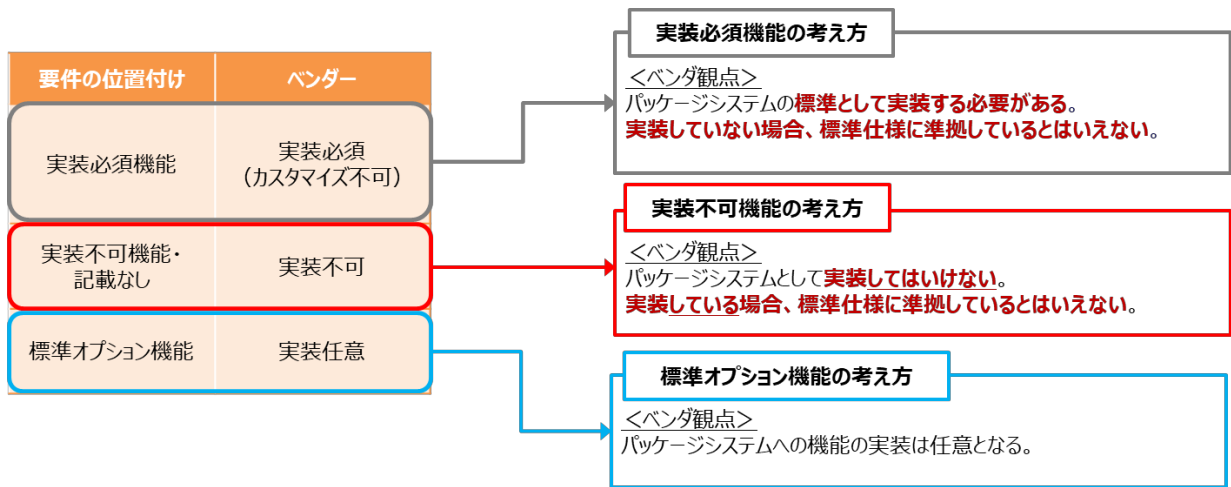 要件の位置付け ベンダー
実装必須機能 実装必須
(カスタマイズ不可)
実装不可機能・
記載なし 実装不可
標準オプション機能 実装任意
実装必須機能の考え方
<ベンダ観点>
パッケージシステムの標準として実装する必要がある。
実装していない場合、標準仕様に準拠しているとはいえない。
実装不可機能の考え方
<ベンダ観点>
パッケージシステムとして実装してはいけない。
実装している場合、標準仕様に準拠しているとはいえない。
標準オプション機能の考え方
<ベンダ観点>
パッケージシステムへの機能の実装は任意となる。